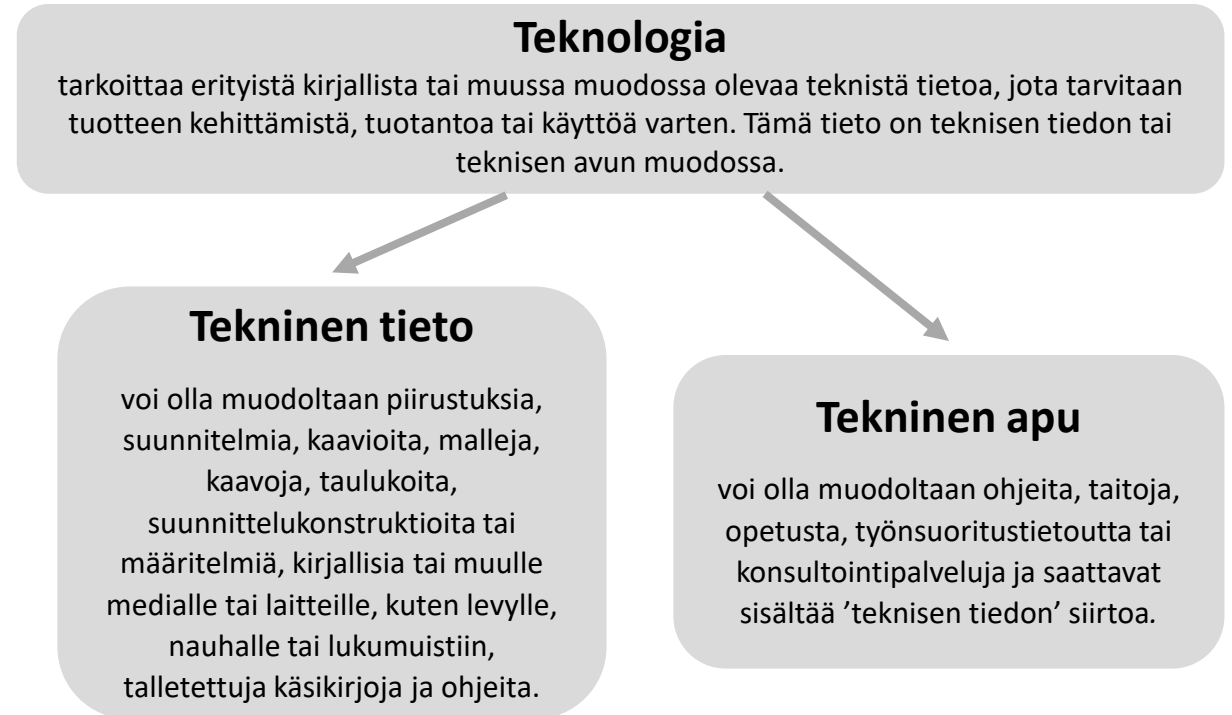 Teknologia
tarkoittaa erityistä kirjallista tai muussa muodossa olevaa teknistä tietoa, jota tarvitaan
tuotteen kehittämistä, tuotantoa tai käyttöä varten. Tämä tieto on teknisen tiedon tai
teknisen avun muodossa.
Tekninen tieto
voi olla muodoltaan piirustuksia,
suunnitelmia, kaavioita, malleja,
kaavoja, taulukoita,
suunnittelukonstruktioita tai
määritelmiä, kirjallisia tai muulle
medialle tai laitteille, kuten levylle,
nauhalle tai lukumuistiin,
talletettuja käsikirjoja ja ohjeita.
Tekninen apu
voi olla muodoltaan ohjeita, taitoja,
opetusta, työnsuoritustietoutta tai
konsultointipalveluja ja saattavat
sisältää ’teknisen tiedon’ siirtoa.